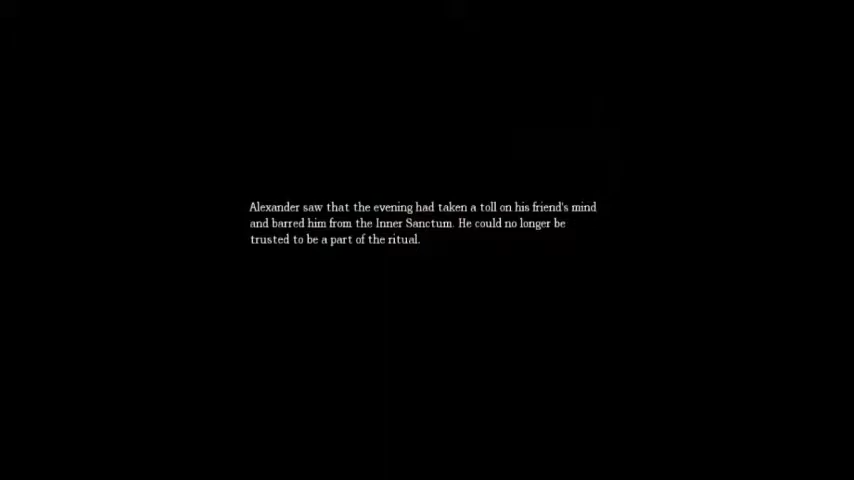 Alexander saw that the evening had taken a toll on his friend's mind
and barred him from the Inner Sanctum. He could no longer be
trusted to be a part of the ritual.